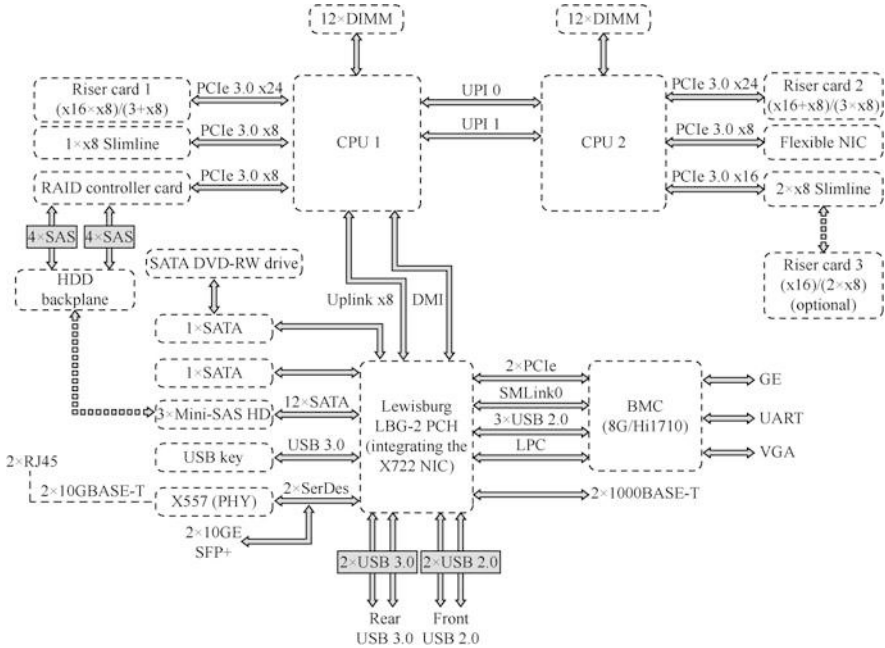 12×DIMM
12×DIMM
Riser card 1
(x16×x8)/(3+x8)
PCIe 3.0 x24
CPU 1
UPI 0
UPI 1
CPU 2
PCIe 3.0 x24
Riser card 2
(x16+x8)/(3×x8)
1×x8 Slimline
PCIe 3.0 x8
PCIe 3.0 x8
Flexible NIC
RAID controller card
PCIe 3.0 x8
PCIe 3.0 x16
2×x8 Slimline
4×SAS
4×SAS
HDD
backplane
SATA DVD-RW drive
Uplink x8
DMI
Riser card 3
(x16)/(2×x8)
(optional)
1×SATA
1×SATA
3×Mini-SAS HD
12×SATA
USB key
USB 3.0
Lewisburg
LBG-2 PCH
(integrating the
X722 NIC)
2×PCIe
SMLink0
3×USB 2.0
LPC
BMC
(8G/Hi1710)
GE
UART
VGA
2×RJ45
2×10GBASE-T
X557 (PHY)
2×SerDes
2×1000BASE-T
2×10GE
SFP+
2×USB 3.0
2×USB 2.0
Rear
USB 3.0
Front
USB 2.0